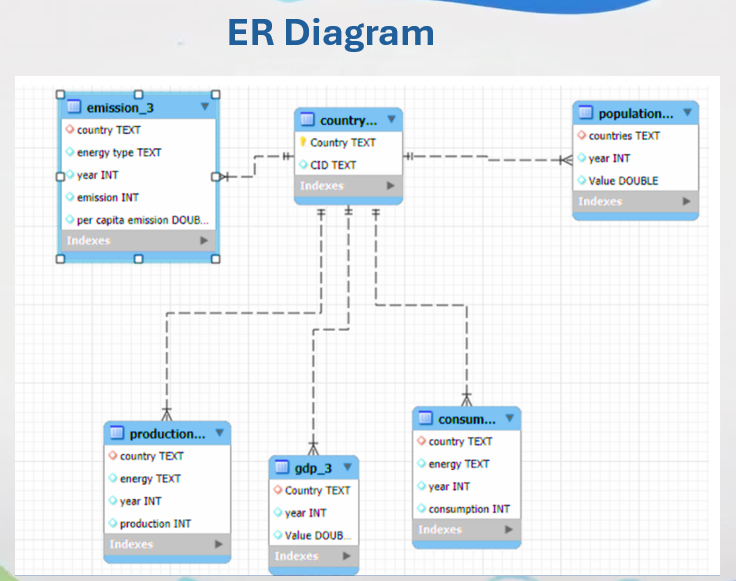 ER Diagram
emission_3
country TEXT
energy type TEXT
year INT
emission INT
per capita emission DOUB...
Indexes
country...
Country TEXT
CID TEXT
Indexes
population...
countries TEXT
year INT
Value DOUBLE
Indexes
production...
country TEXT
energy TEXT
year INT
production INT
Indexes
gdp_3
Country TEXT
year INT
Value DOUB...
Indexes
consum...
country TEXT
energy TEXT
year INT
consumption INT
Indexes